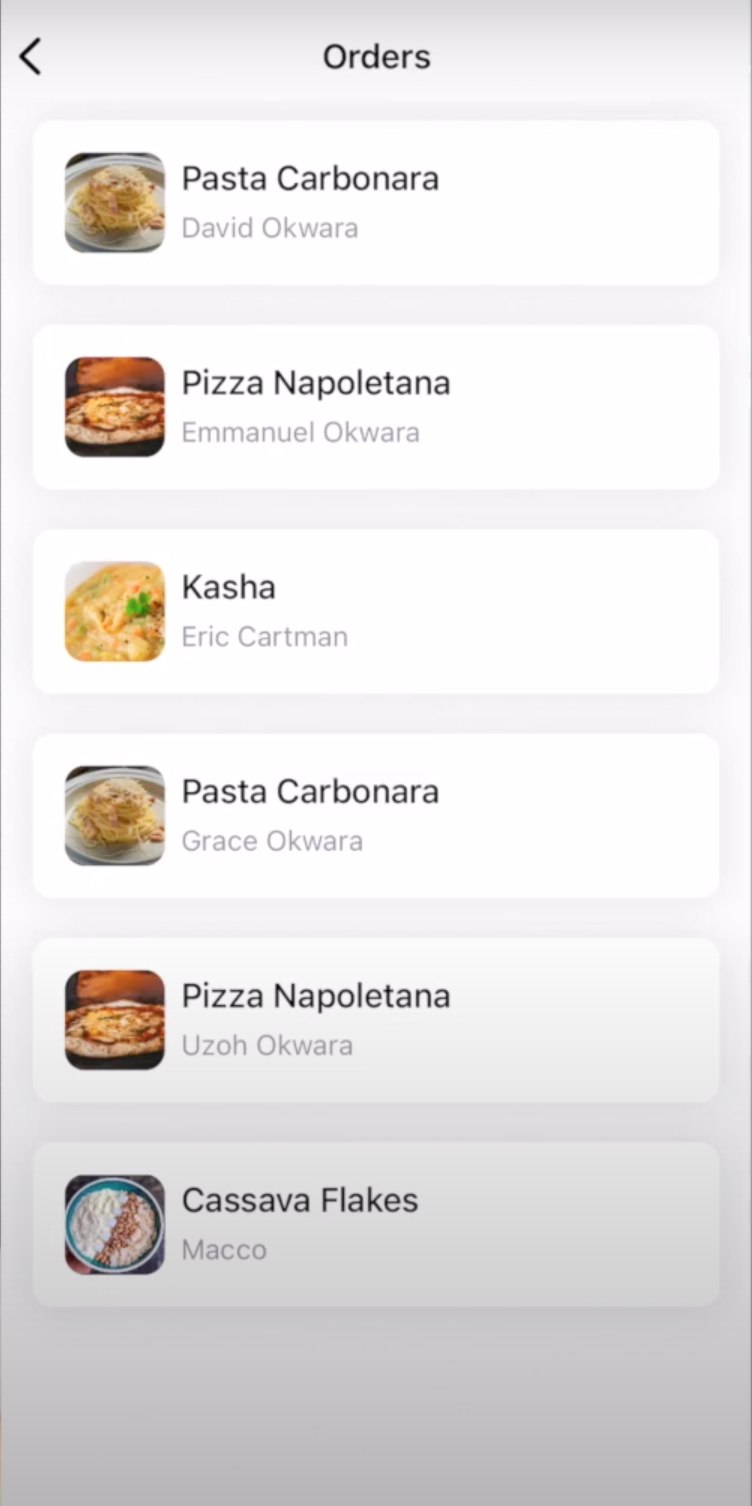 Orders
Pasta Carbonara
David Okwara
Pizza Napoletana
Emmanuel Okwara
Kasha
Eric Cartman
Pasta Carbonara
Grace Okwara
Pizza Napoletana
Uzoh Okwara
Cassava Flakes
Macco